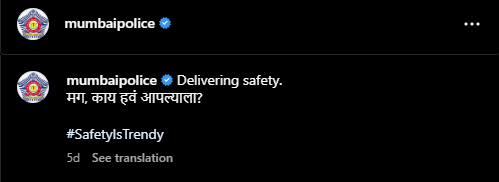 mumbaipolice
mumbaipolice Delivering safety.
मग, काय हवं आपल्याला?
#SafetyIsTrendy
5d See translation